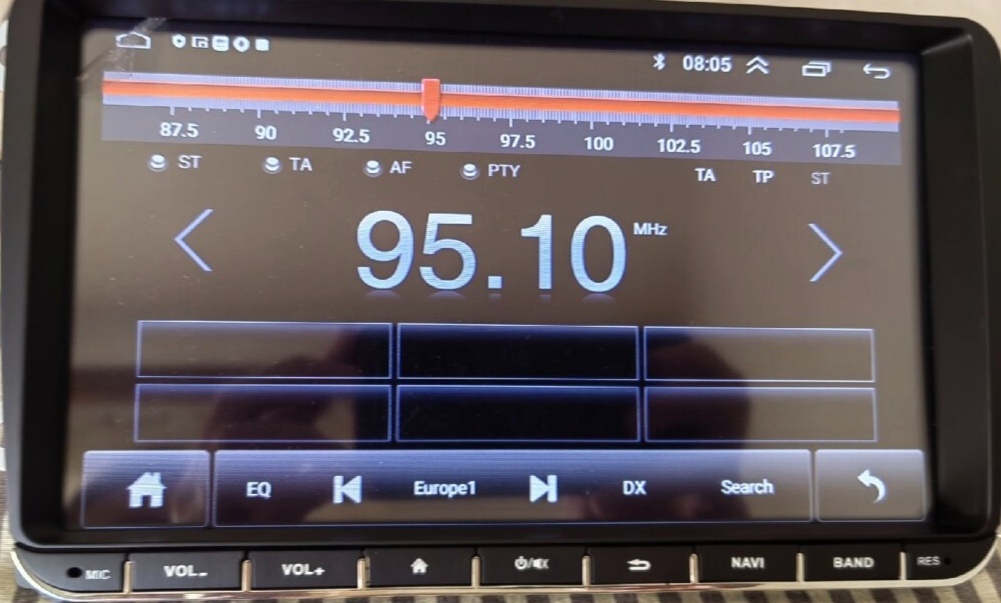 08:05
87.5 90 92.5 95 97.5 100 102.5 105 107.5
ST TA AF PTY TA TP ST
95.10 MHz
EQ Europe1 DX Search
MIC VOL- VOL+ NAVI BAND RES